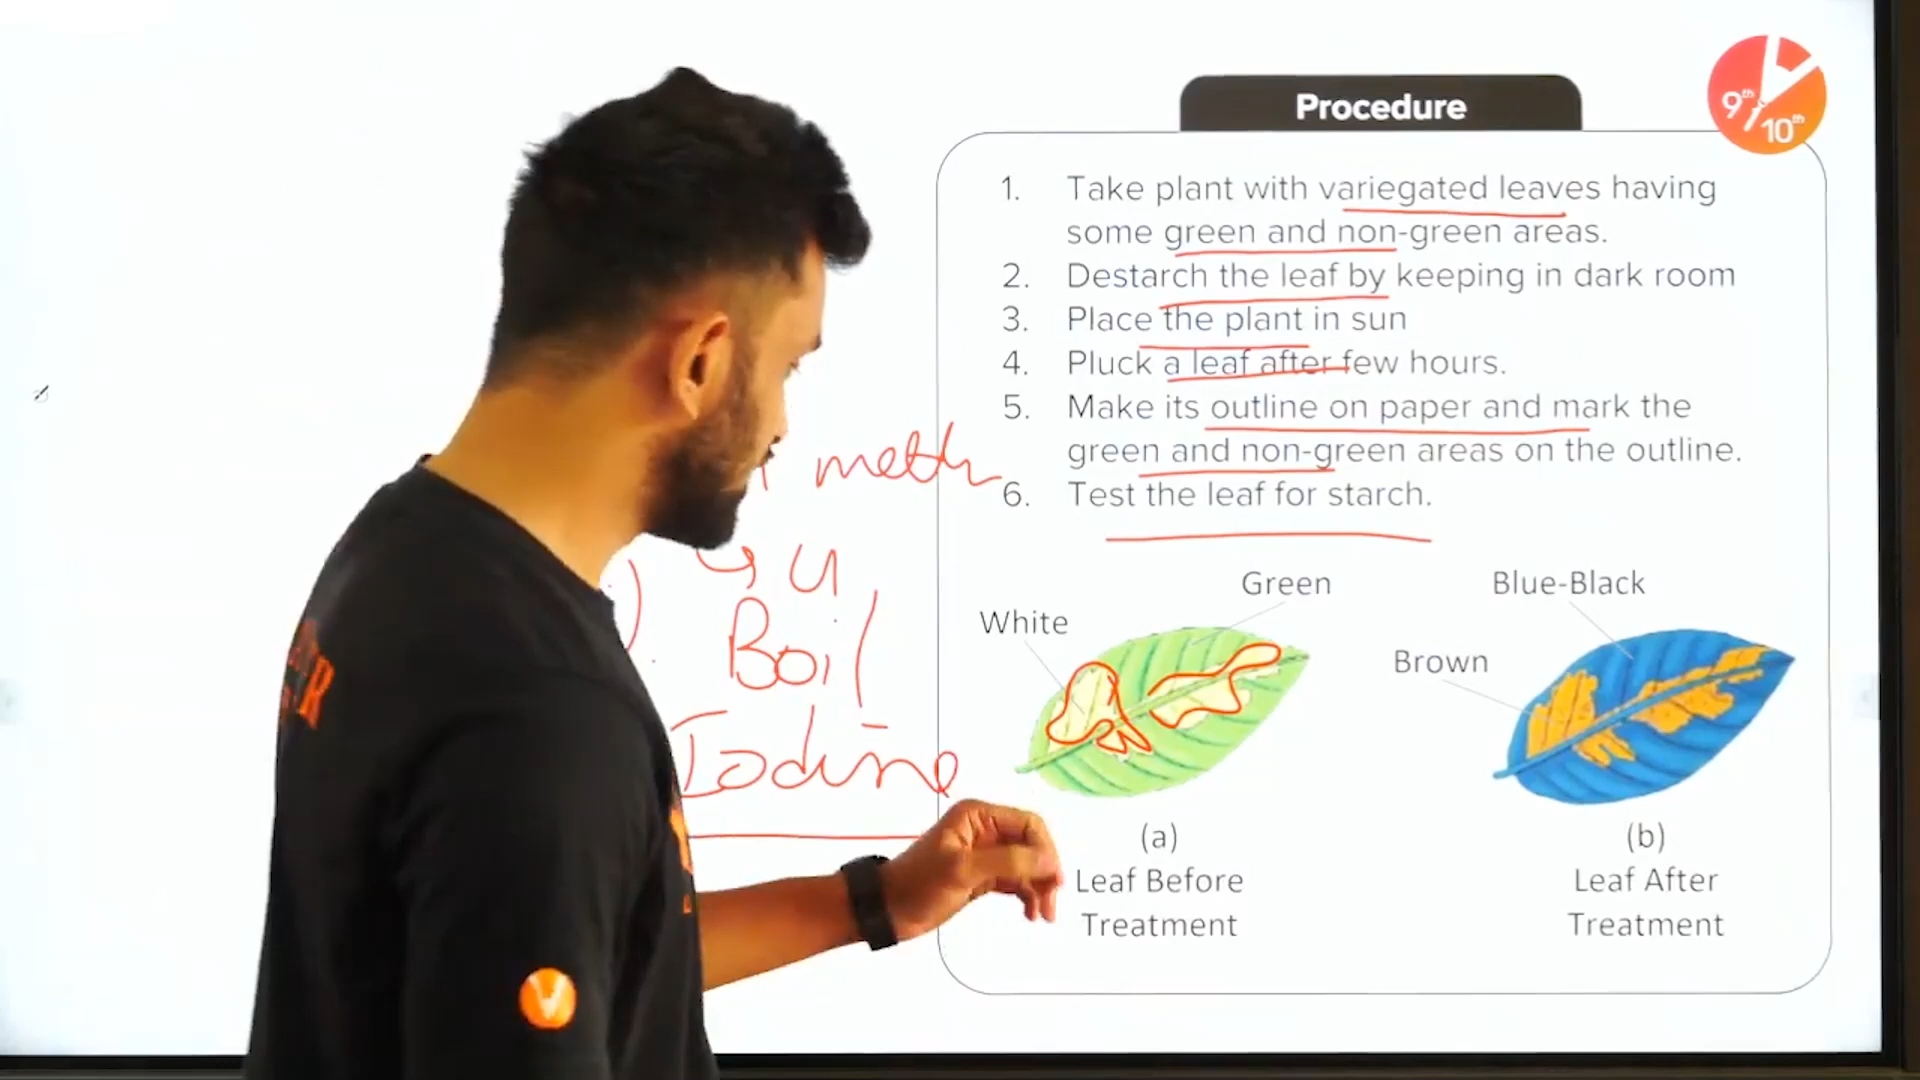 Procedure
9th
10th
1. Take plant with variegated leaves having
some green and non-green areas.
2. Destarch the leaf by keeping in dark room
3. Place the plant in sun
4. Pluck a leaf after few hours.
5. Make its outline on paper and mark the
green and non-green areas on the outline.
6. Test the leaf for starch.
Boil
Iodine
White
Green
Brown
Blue-Black
(a)
Leaf Before
Treatment
(b)
Leaf After
Treatment